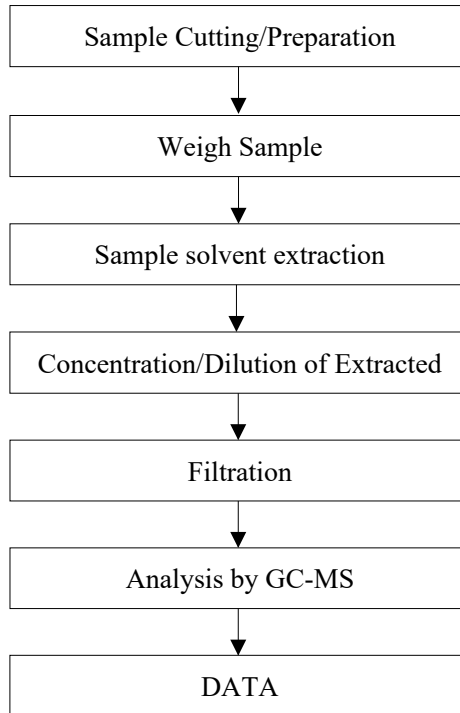 Sample Cutting/Preparation
Weigh Sample
Sample solvent extraction
Concentration/Dilution of Extracted
Filtration
Analysis by GC-MS
DATA